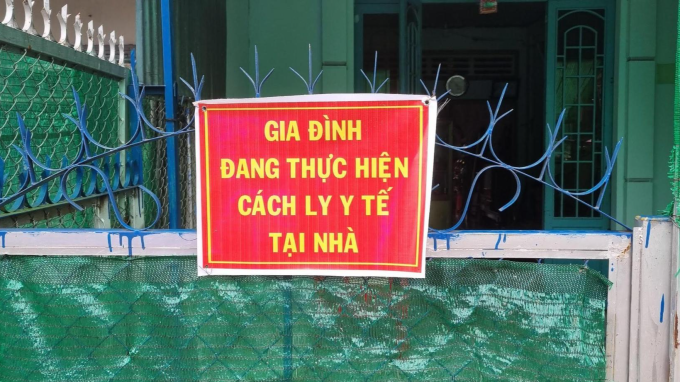 GIA ĐÌNH
ĐANG THỰC HIỆN
CÁCH LY Y TẾ
TẠI NHÀ